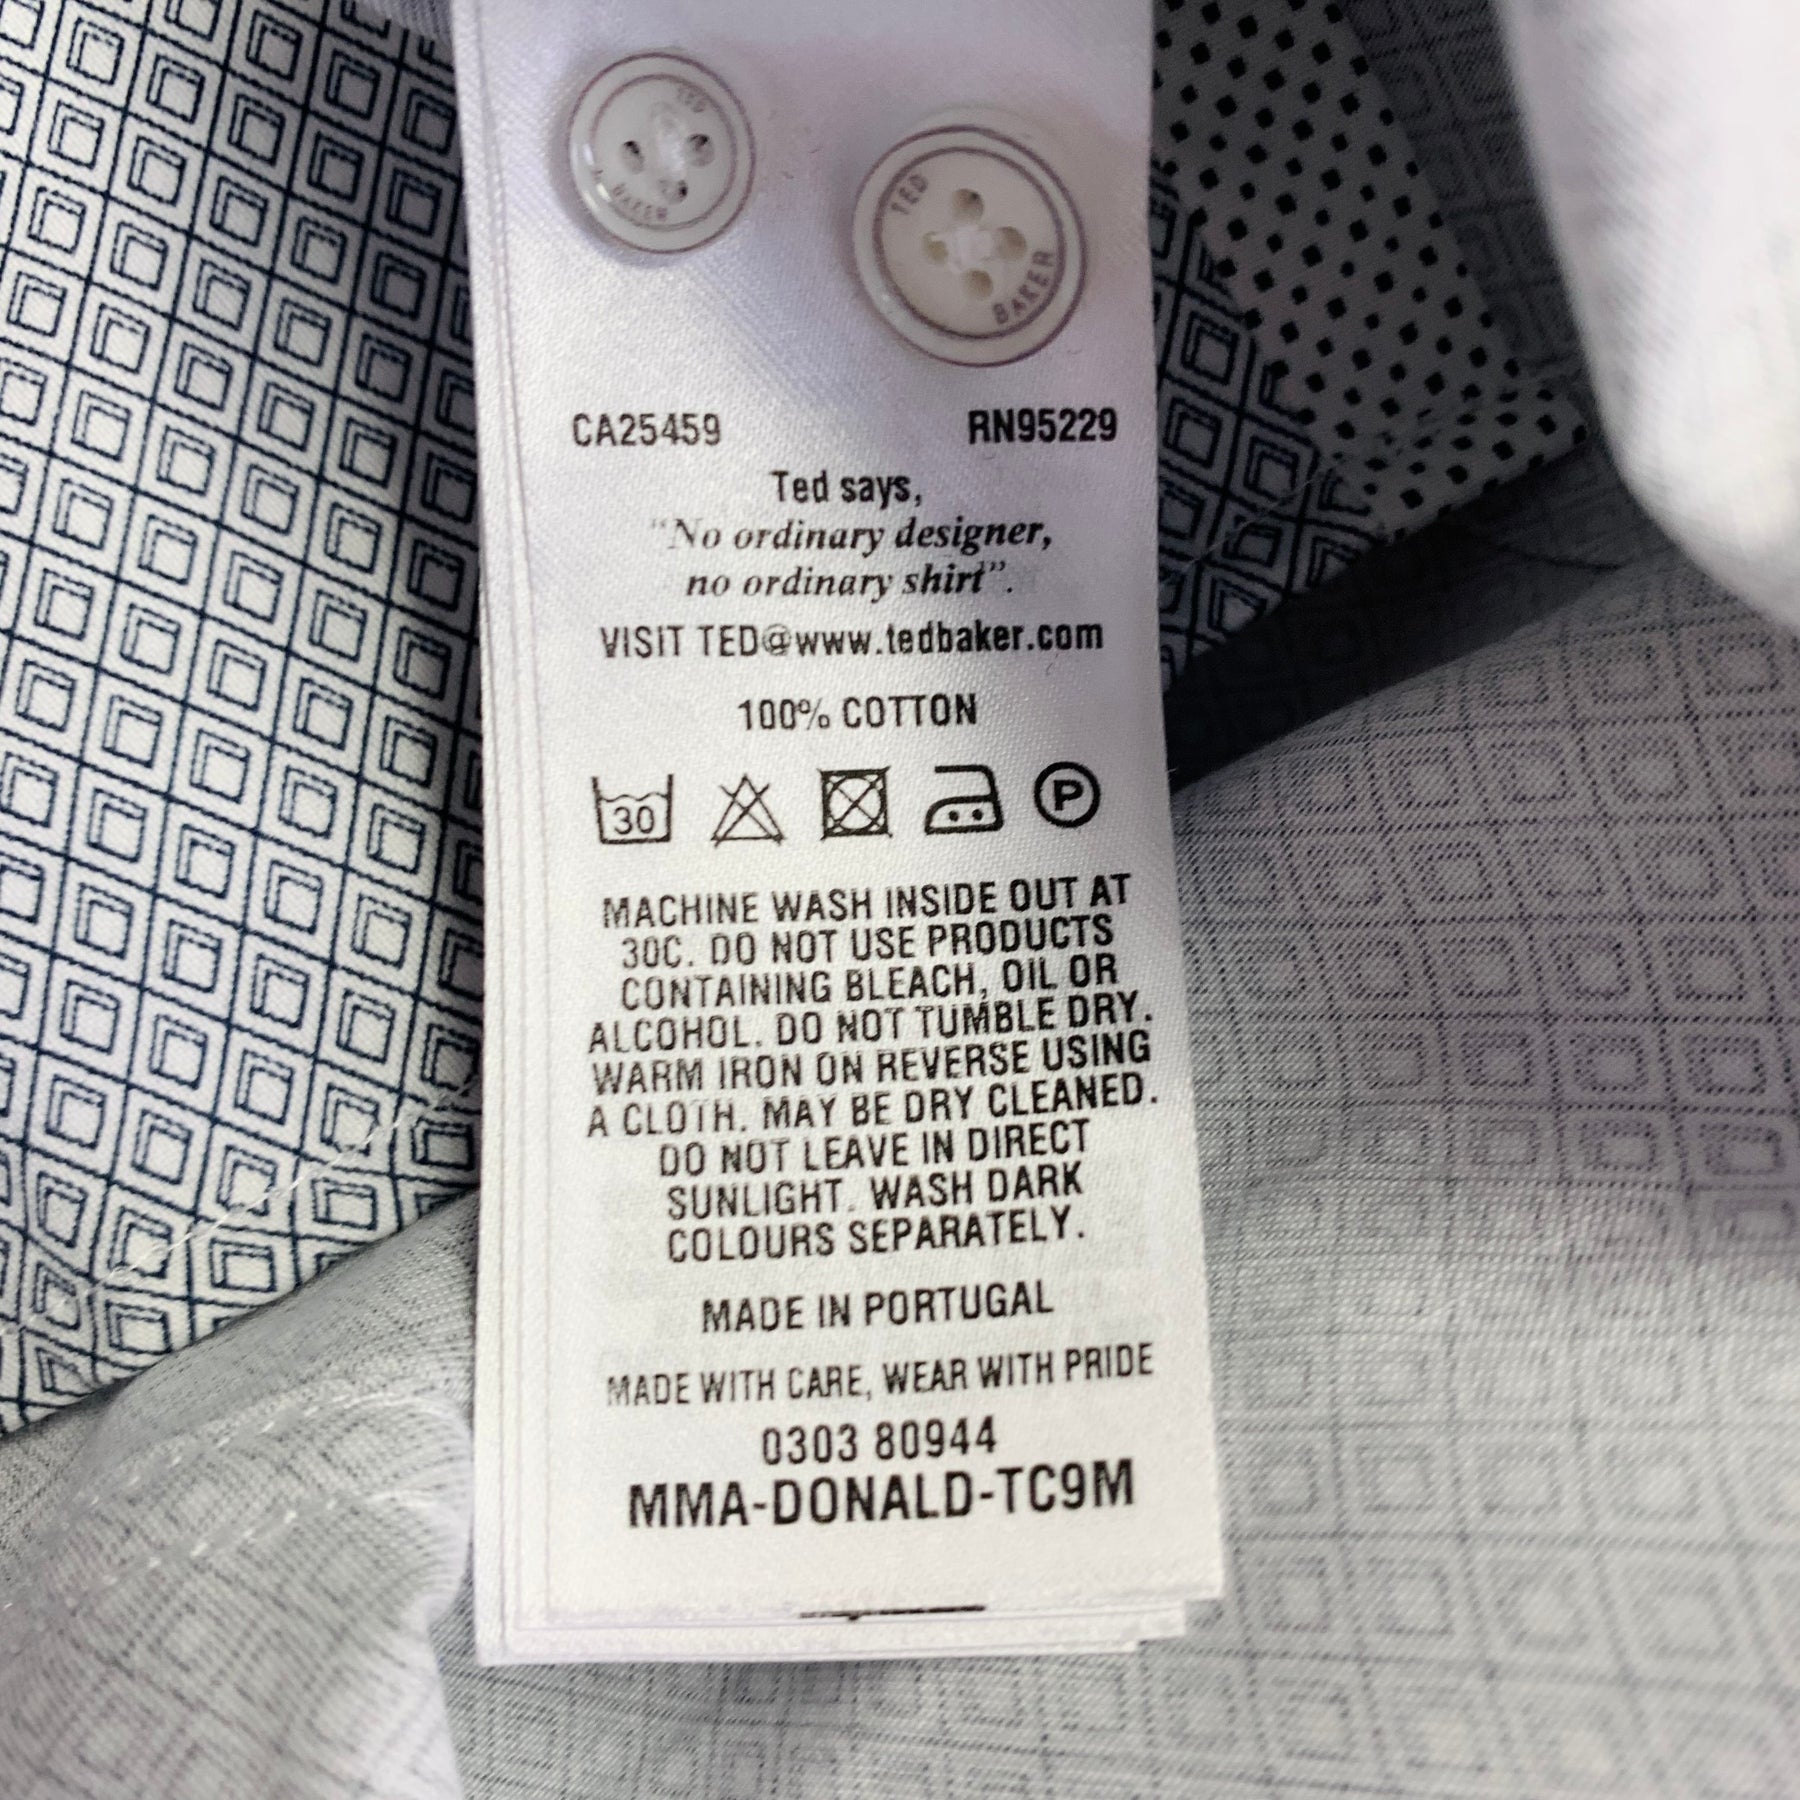 TED
BAKER
TED
BAKER
CA25459 RN95229
Ted says,
"No ordinary designer,
no ordinary shirt".
VISIT TED@www.tedbaker.com
100% COTTON
30 P
MACHINE WASH INSIDE OUT AT
30C. DO NOT USE PRODUCTS
CONTAINING BLEACH, OIL OR
ALCOHOL. DO NOT TUMBLE DRY.
WARM IRON ON REVERSE USING
A CLOTH. MAY BE DRY CLEANED.
DO NOT LEAVE IN DIRECT
SUNLIGHT. WASH DARK
COLOURS SEPARATELY.
MADE IN PORTUGAL
MADE WITH CARE, WEAR WITH PRIDE
0303 80944
MMA-DONALD-TC9M